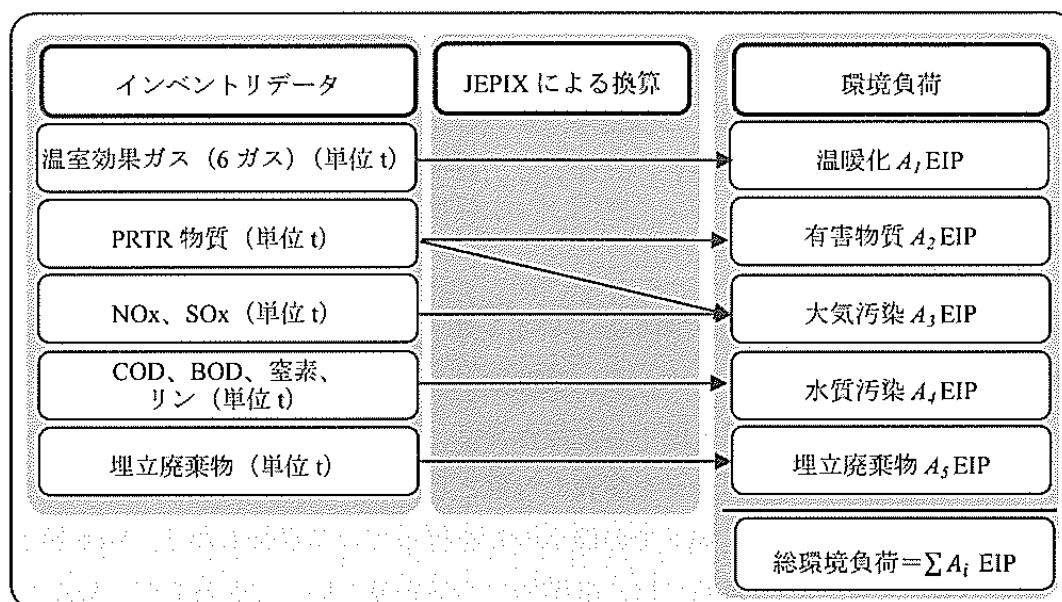 インベントリデータ
JEPIX による換算
環境負荷
温室効果ガス（6 ガス）（単位 t）
温暖化 A₁ EIP
PRTR 物質（単位 t）
有害物質 A₂ EIP
NOx、SOx（単位 t）
大気汚染 A₃ EIP
COD、BOD、窒素、
リン（単位 t）
水質汚染 A₄ EIP
埋立廃棄物（単位 t）
埋立廃棄物 A₅ EIP
総環境負荷＝∑ Aᵢ EIP